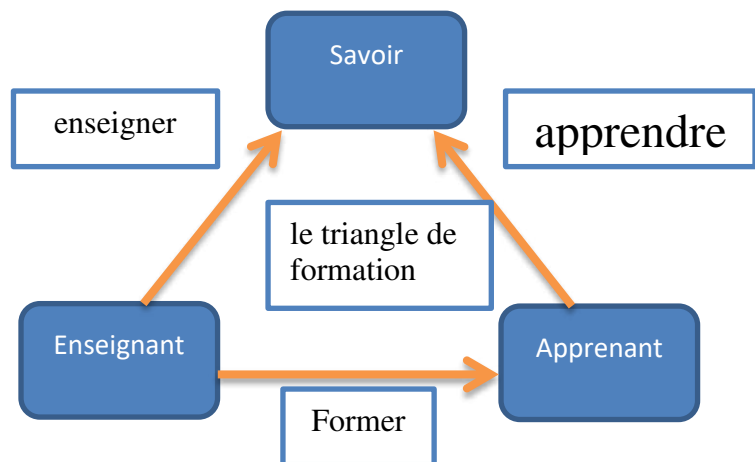 Savoir
enseigner
apprendre
le triangle de
formation
Enseignant
Apprenant
Former